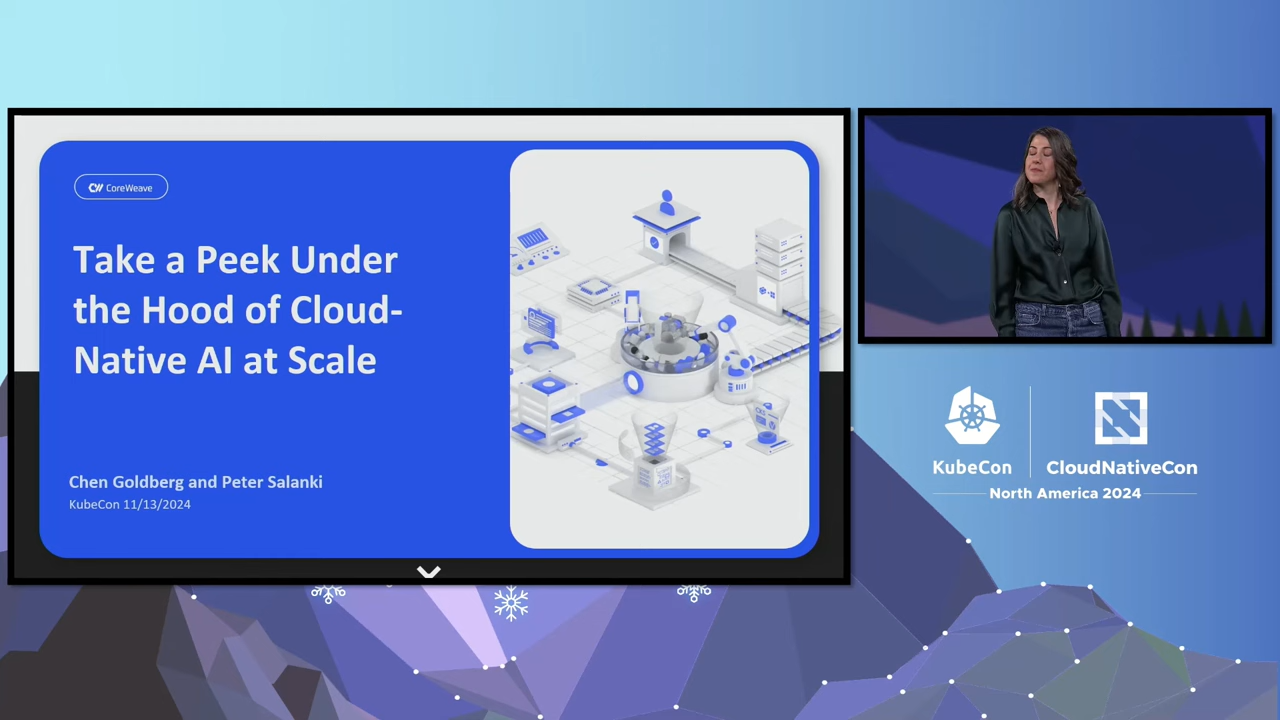 CoreWeave
Take a Peek Under
the Hood of Cloud-
Native AI at Scale
Chen Goldberg and Peter Salanki
KubeCon 11/13/2024
KubeCon
CloudNativeCon
North America 2024